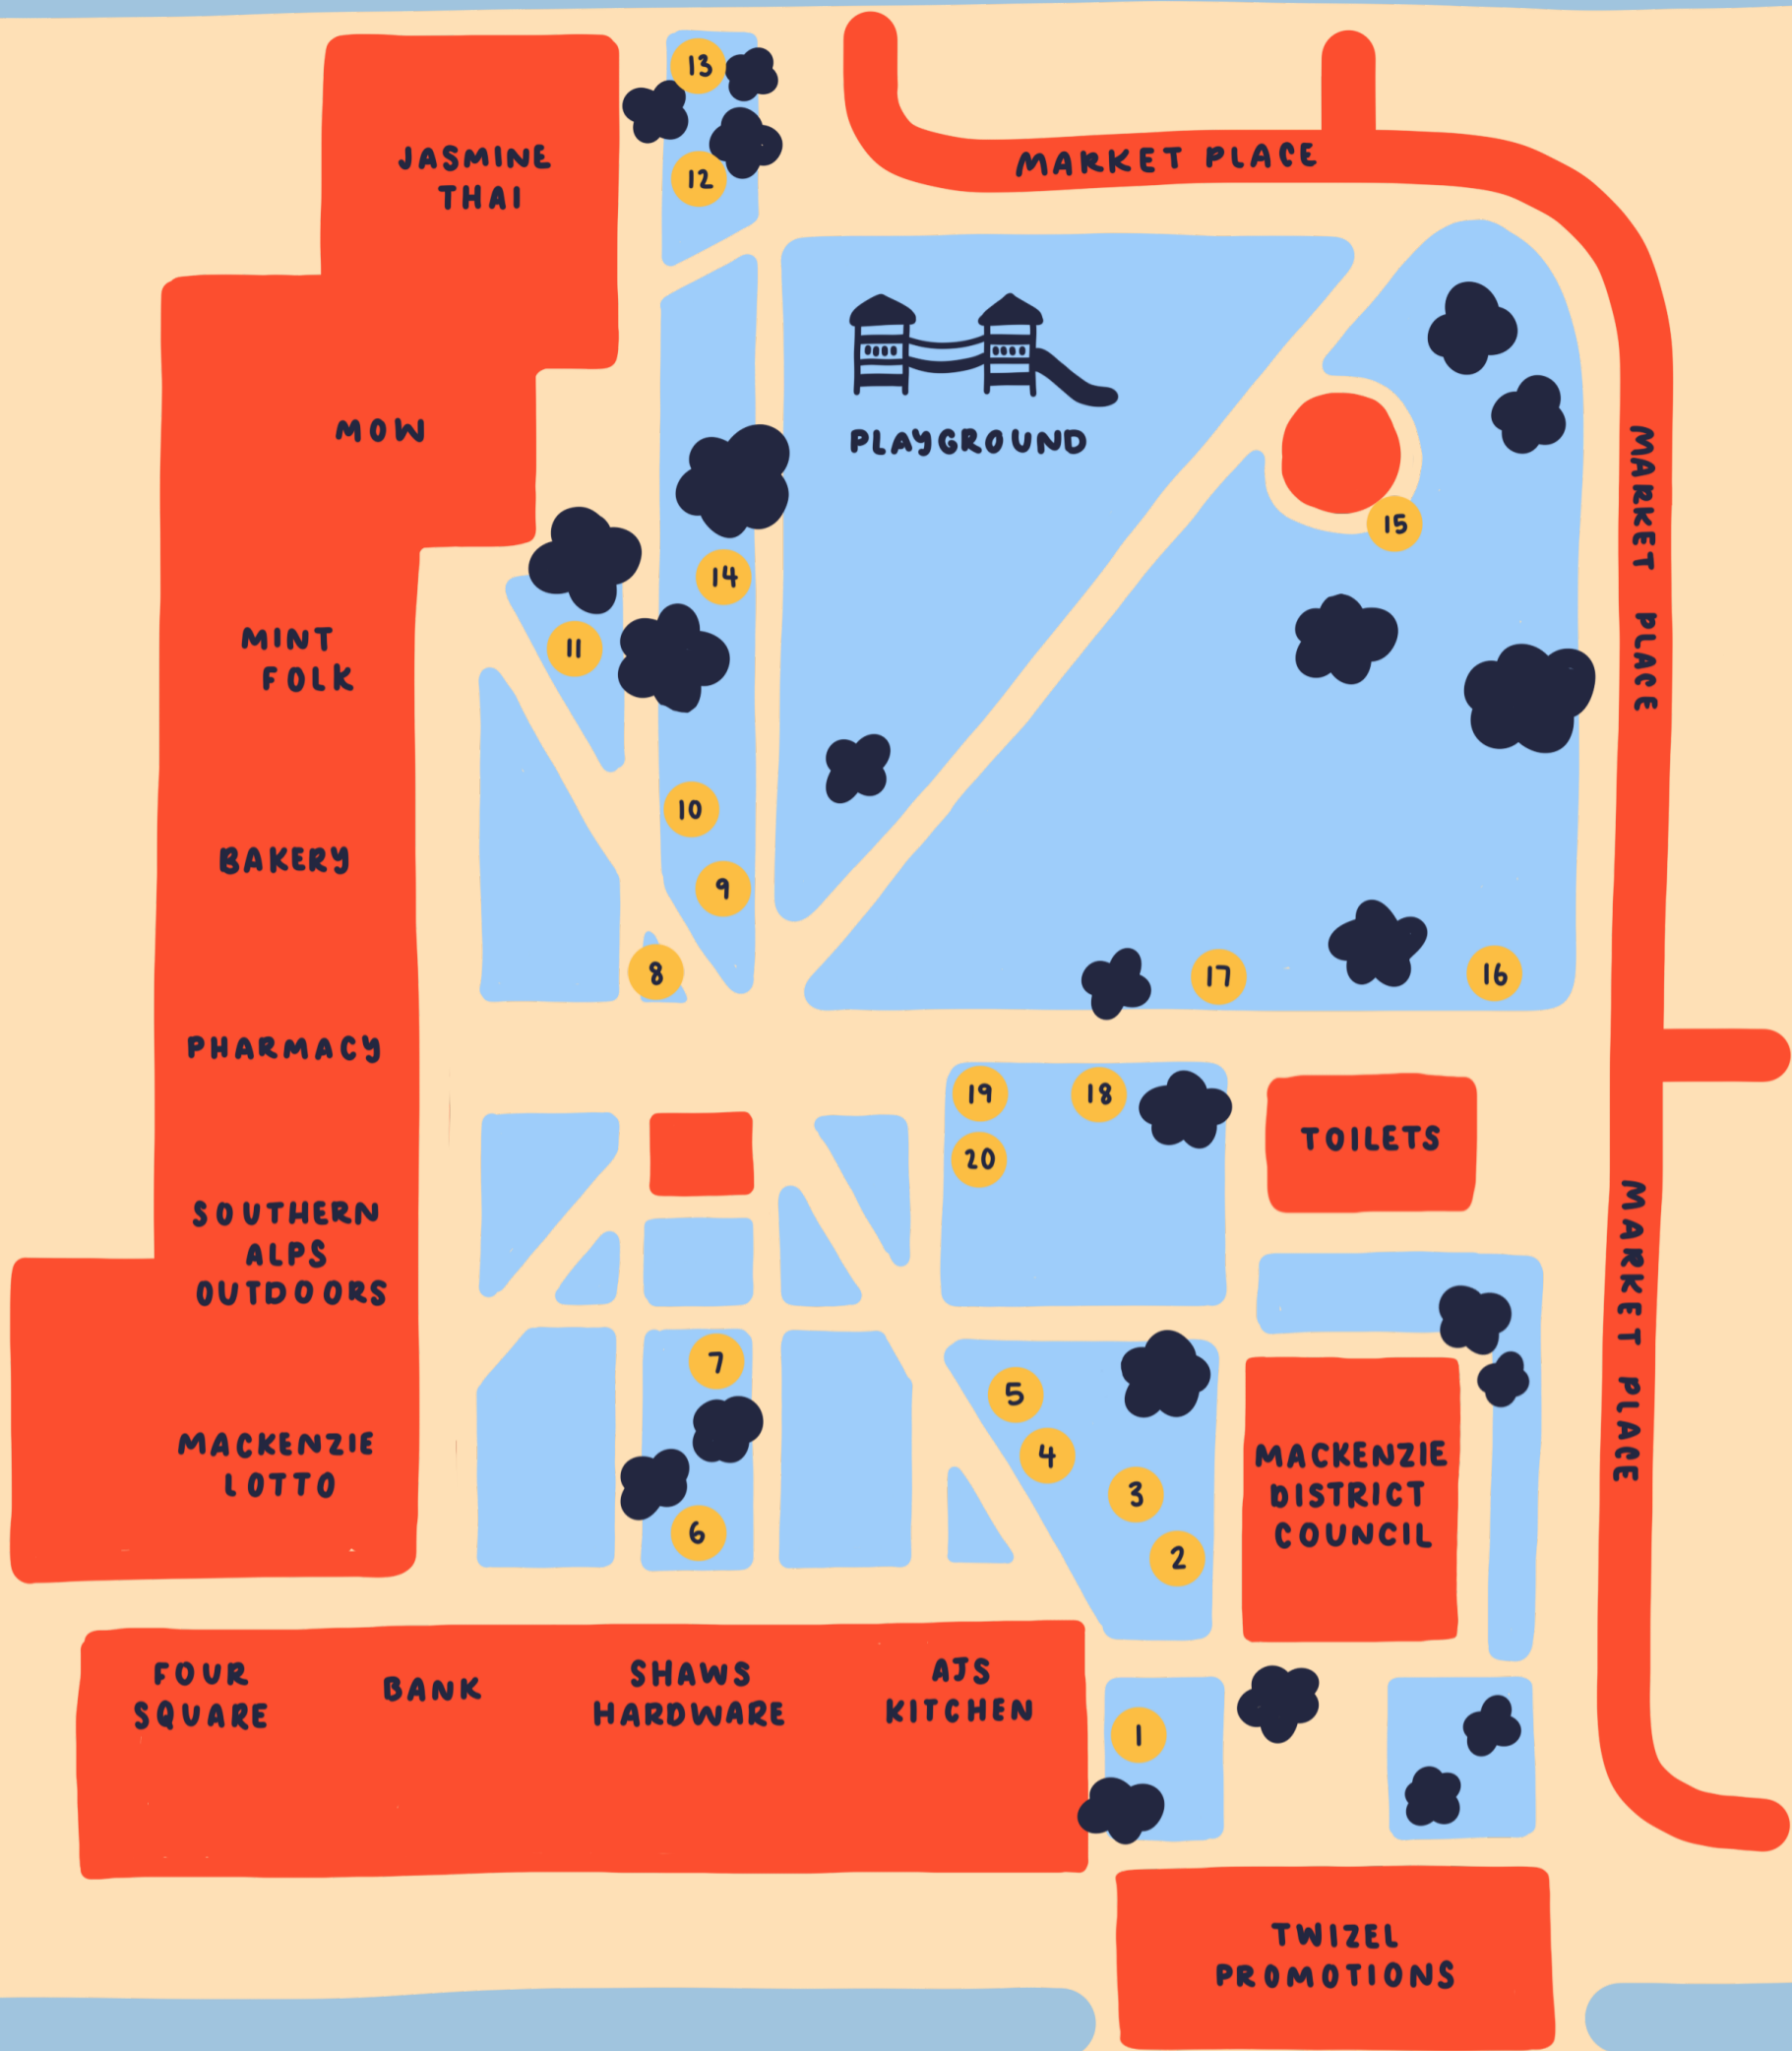 13
JASMINE
THAI
12
MARKET PLACE
MOW
PLAYGROUND
15
14
MINT
FOLK
11
MARKET PLACE
10
BAKERY
9
8
17
16
PHARMACY
19
18
20
TOILETS
SOUTHERN
ALPS
OUTDOORS
MARKET PLACE
7
5
4
3
2
6
MACKENZIE
LOTTO
MACKENZIE
DISTRICT
COUNCIL
FOUR
SQUARE
BANK
SHAWS
HARDWARE
AJS
KITCHEN
1
TWIZEL
PROMOTIONS